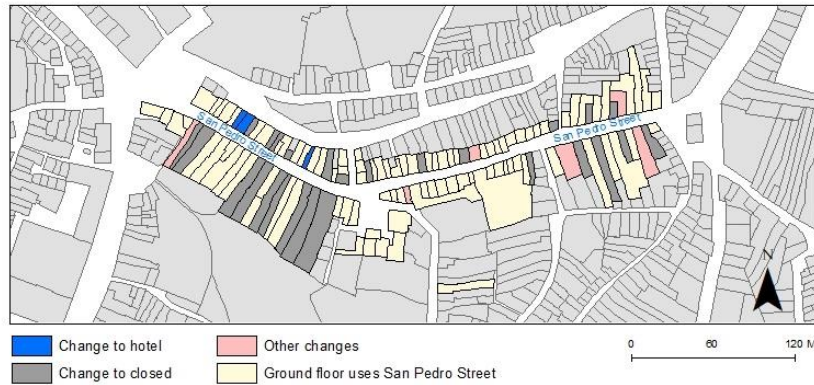 San Pedro Street
San Pedro Street
N
Change to hotel
Other changes
0 60 120 M
Change to closed
Ground floor uses San Pedro Street